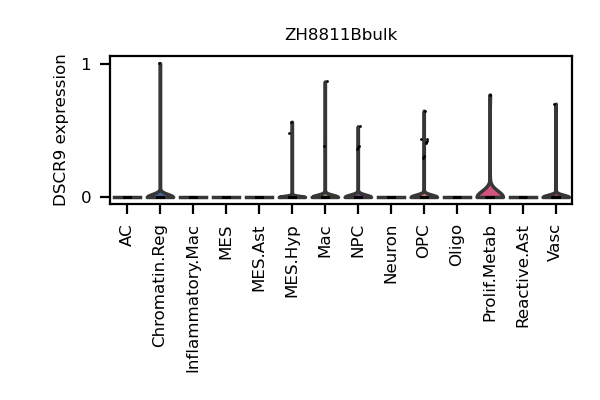 ZH8811Bbulk
DSCR9 expression
1
0
AC
Chromatin.Reg
Inflammatory.Mac
MES
MES.Ast
MES.Hyp
Mac
NPC
Neuron
OPC
Oligo
Prolif.Metab
Reactive.Ast
Vasc